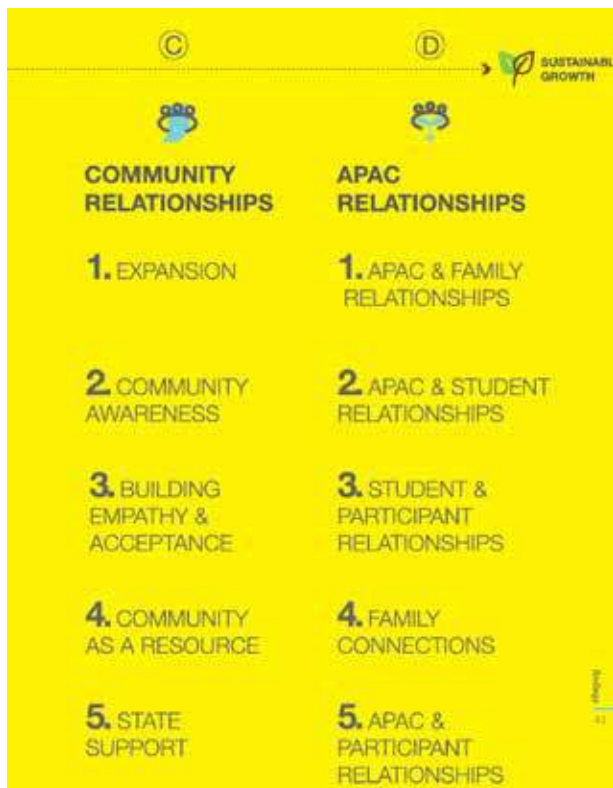 C
D
SUSTAINABL
GROWTH
COMMUNITY
RELATIONSHIPS
1. EXPANSION
2. COMMUNITY
AWARENESS
3. BUILDING
EMPATHY &
ACCEPTANCE
4. COMMUNITY
AS A RESOURCE
5. STATE
SUPPORT
APAC
RELATIONSHIPS
1. APAC & FAMILY
RELATIONSHIPS
2. APAC & STUDENT
RELATIONSHIPS
3. STUDENT &
PARTICIPANT
RELATIONSHIPS
4. FAMILY
CONNECTIONS
5. APAC &
PARTICIPANT
RELATIONSHIPS